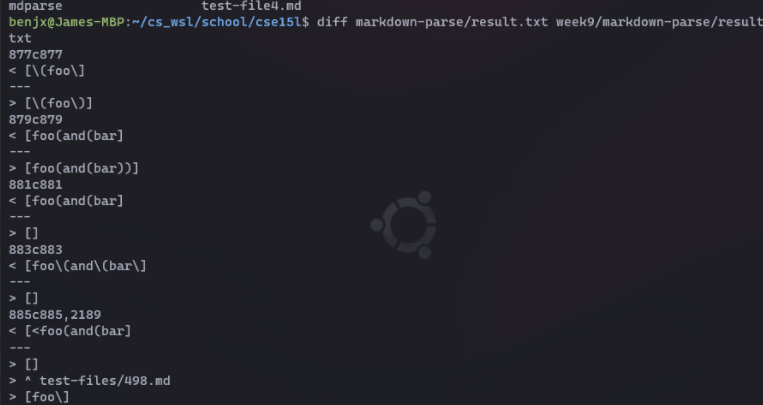 mdparse test-file4.md
benjx@James-MBP:~/cs_wsl/school/cse15l$ diff markdown-parse/result.txt week9/markdown-parse/result
txt
877c877
< [\(foo\]
---
> [\(foo\)]
879c879
< [foo(and(bar]
---
> [foo(and(bar))]
881c881
< [foo(and(bar]
---
> []
883c883
< [foo\(and\(bar\]
---
> []
885c885,2189
< [<foo(and(bar]
---
> []
> ^ test-files/498.md
> [foo\]